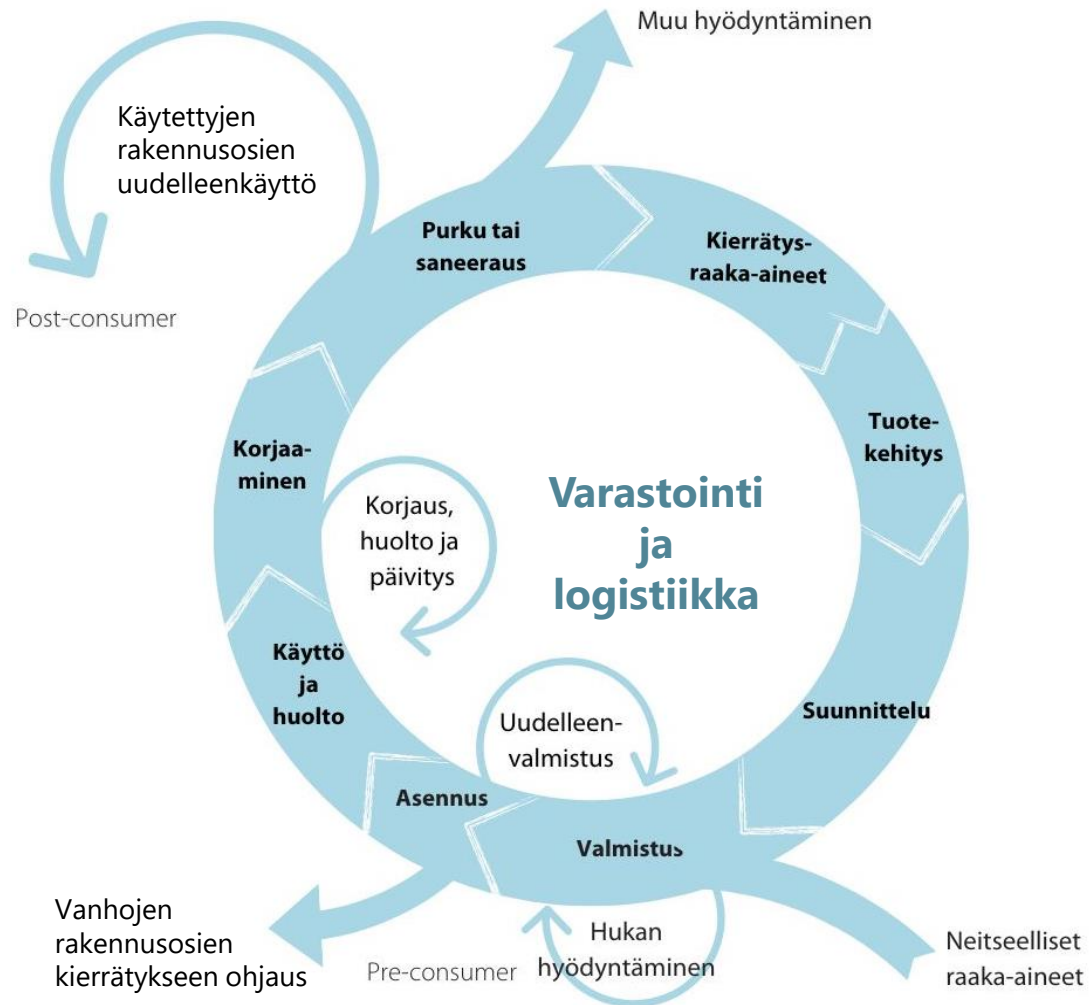 Muu hyödyntäminen
Käytettyjen
rakennusosien
uudelleenkäyttö
Post-consumer
Purku tai
saneeraus
Kierrätys-
raaka-aineet
Tuote-
kehitys
Suunnittelu
Valmistus
Asennus
Käyttö
ja
huolto
Korjaa-
minen
Korjaus,
huolto ja
päivitys
Varastointi
ja
logistiikka
Uudelleen-
valmistus
Vanhojen
rakennusosien
kierrätykseen ohjaus
Pre-consumer
Hukan
hyödyntäminen
Neitseelliset
raaka-aineet